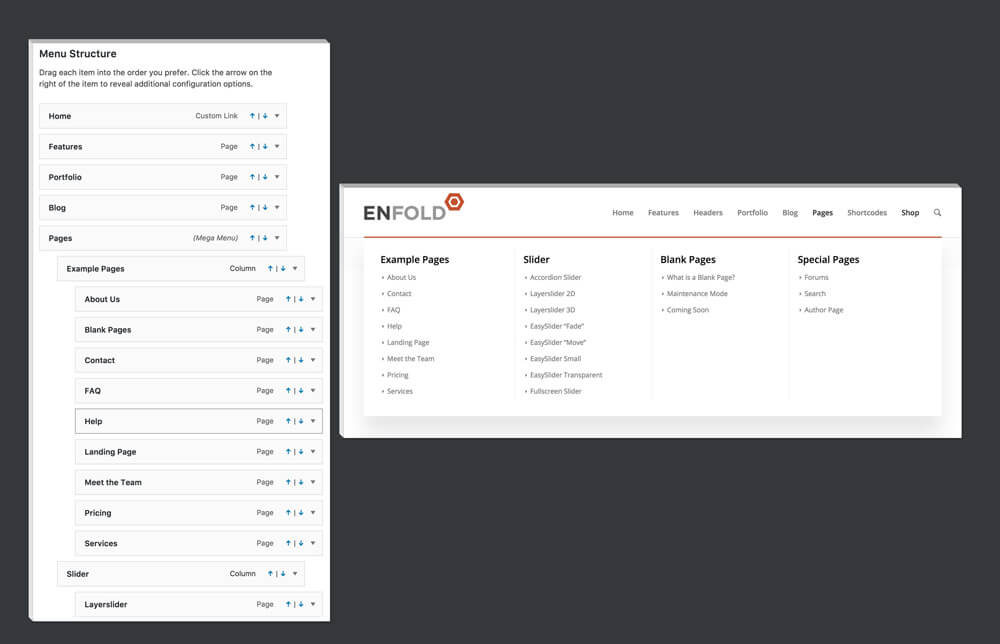 Menu Structure
Drag each item into the order you prefer. Click the arrow on the
right of the item to reveal additional configuration options.
Home Custom Link ↑ | ↓ ▼
Features Page ↑ | ↓ ▼
Portfolio Page ↑ | ↓ ▼
Blog Page ↑ | ↓ ▼
Pages (Mega Menu) ↑ | ↓ ▼
Example Pages Column ↑ | ↓ ▼
About Us Page ↑ | ↓ ▼
Blank Pages Page ↑ | ↓ ▼
Contact Page ↑ | ↓ ▼
FAQ Page ↑ | ↓ ▼
Help Page ↑ | ↓ ▼
Landing Page Page ↑ | ↓ ▼
Meet the Team Page ↑ | ↓ ▼
Pricing Page ↑ | ↓ ▼
Services Page ↑ | ↓ ▼
Slider Column ↑ | ↓ ▼
Layerslider Page ↑ | ↓ ▼
ENFOLD
Home Features Headers Portfolio Blog Pages Shortcodes Shop
Example Pages
About Us
Contact
FAQ
Help
Landing Page
Meet the Team
Pricing
Services
Slider
Accordion Slider
Layerslider 2D
Layerslider 3D
EasySlider “Fade”
EasySlider “Move”
EasySlider Small
EasySlider Transparent
Fullscreen Slider
Blank Pages
What is a Blank Page?
Maintenance Mode
Coming Soon
Special Pages
Forums
Search
Author Page